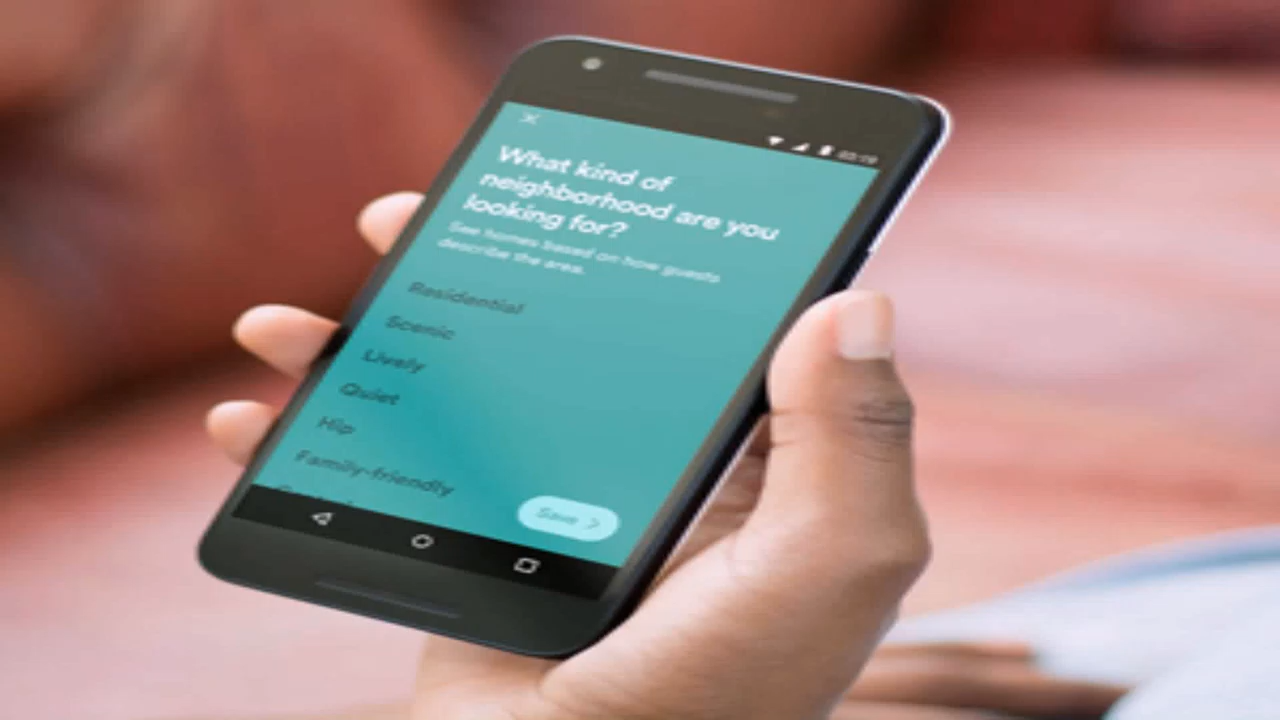 What kind of
neighborhood are you
looking for?
See homes based on how guests
describe the area.
Residential
Scenic
Lively
Quiet
Hip
Family-friendly
Save